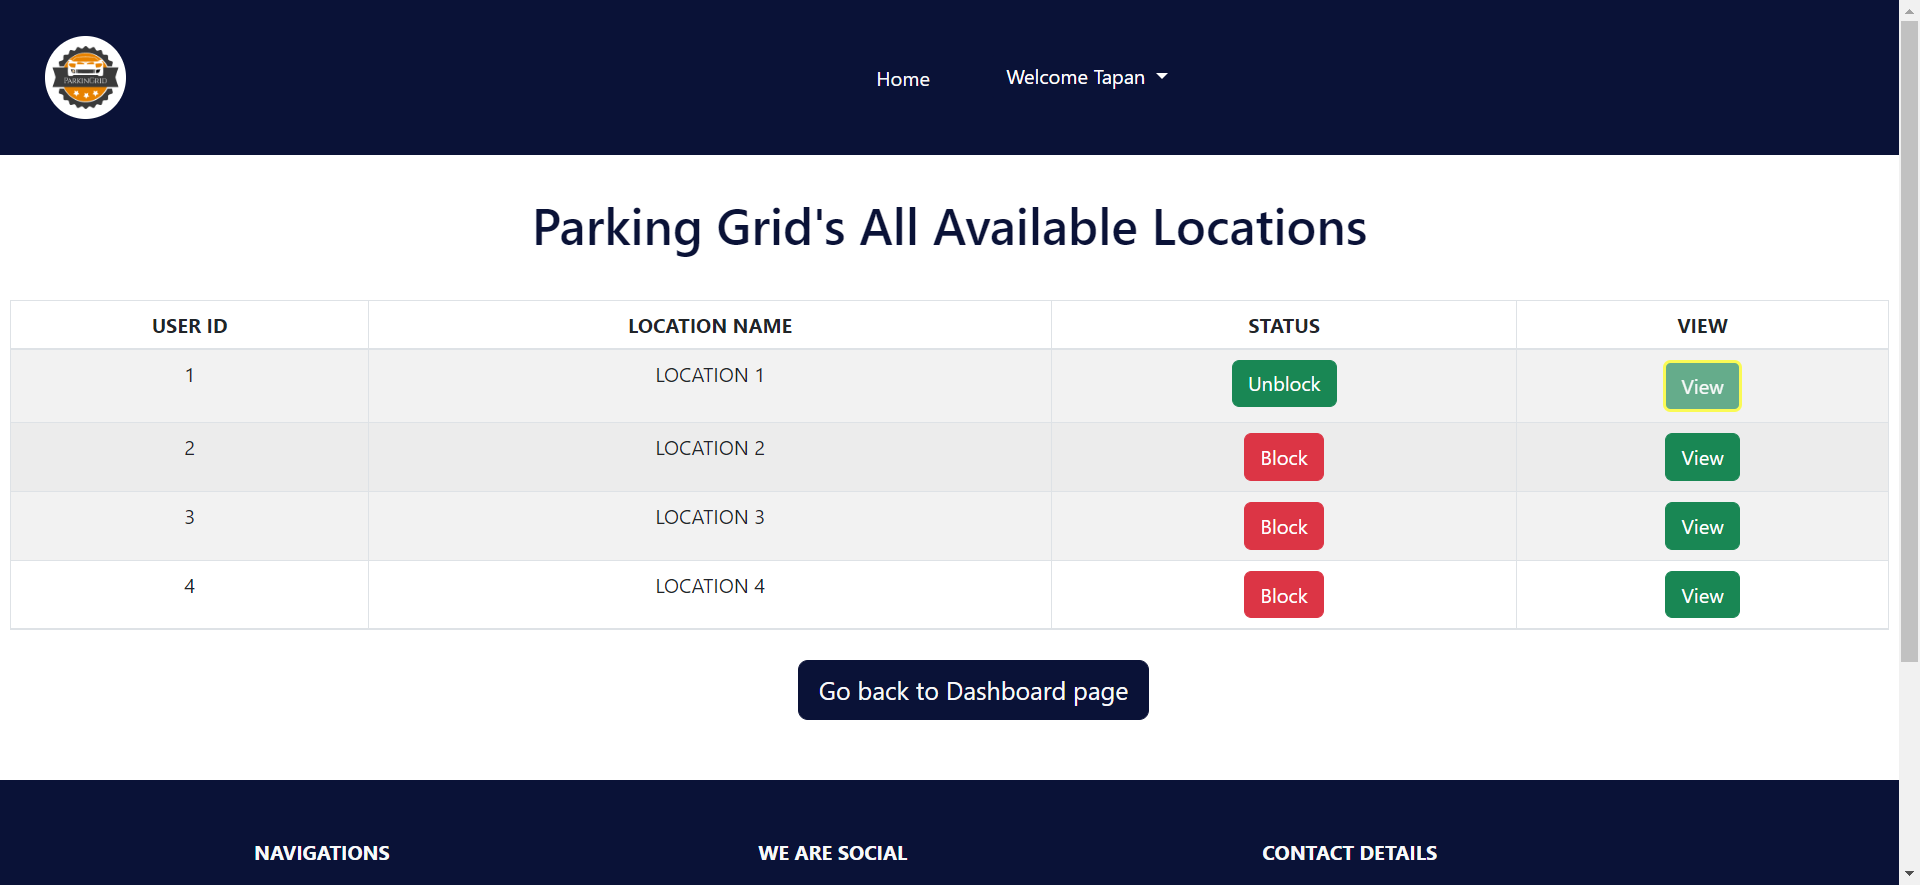 PARKINGRID
Home
Welcome Tapan
Parking Grid's All Available Locations
USER ID LOCATION NAME STATUS VIEW
1 LOCATION 1 Unblock View
2 LOCATION 2 Block View
3 LOCATION 3 Block View
4 LOCATION 4 Block View
Go back to Dashboard page
NAVIGATIONS WE ARE SOCIAL CONTACT DETAILS